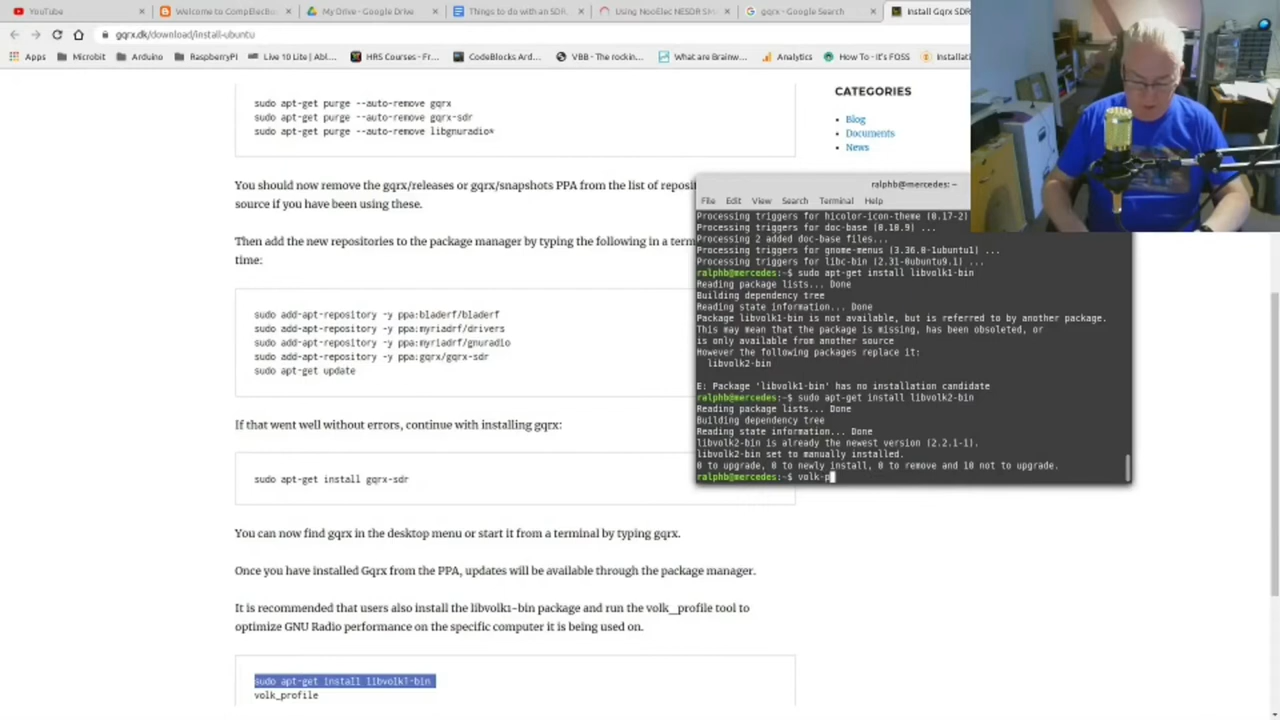 YouTube
Welcome to CompElecBu
My Drive - Google Drive
Things to do with an SDR
Using NooElec NESDR SM
gqrx - Google Search
Install Gqrx SDR
gqrx.dk/download/install-ubuntu
Apps
Microbit
Arduino
RaspberryPI
Live 10 Lite | Abl...
HRS Courses - Fr...
CodeBlocks Ard...
VBB - The rockin...
What are Brainw...
Analytics
How To - It's FOSS
Installati
sudo apt-get purge --auto-remove gqrx
sudo apt-get purge --auto-remove gqrx-sdr
sudo apt-get purge --auto-remove libgnuradio*
You should now remove the gqrx/releases or gqrx/snapshots PPA from the list of reposi
source if you have been using these.
Then add the new repositories to the package manager by typing the following in a term
time:
sudo add-apt-repository -y ppa:bladerf/bladerf
sudo add-apt-repository -y ppa:myriadrf/drivers
sudo add-apt-repository -y ppa:myriadrf/gnuradio
sudo add-apt-repository -y ppa:gqrx/gqrx-sdr
sudo apt-get update
If that went well without errors, continue with installing gqrx:
sudo apt-get install gqrx-sdr
You can now find gqrx in the desktop menu or start it from a terminal by typing gqrx.
Once you have installed Gqrx from the PPA, updates will be available through the package manager.
It is recommended that users also install the libvolk1-bin package and run the volk_profile tool to
optimize GNU Radio performance on the specific computer it is being used on.
sudo apt-get install libvolk1-bin
volk_profile
CATEGORIES
Blog
Documents
News
ralphb@mercedes: ~
File Edit View Search Terminal Help
Processing triggers for hicolor-icon-theme (0.17-2)
Processing triggers for doc-base (0.10.9) ...
Processing 2 added doc-base files...
Processing triggers for gnome-menus (3.36.0-1ubuntu1) ...
Processing triggers for libc-bin (2.31-0ubuntu9.1) ...
ralphb@mercedes:~$ sudo apt-get install libvolk1-bin
Reading package lists... Done
Building dependency tree
Reading state information... Done
Package libvolk1-bin is not available, but is referred to by another package.
This may mean that the package is missing, has been obsoleted, or
is only available from another source
However the following packages replace it:
libvolk2-bin
E: Package 'libvolk1-bin' has no installation candidate
ralphb@mercedes:~$ sudo apt-get install libvolk2-bin
Reading package lists... Done
Building dependency tree
Reading state information... Done
libvolk2-bin is already the newest version (2.2.1-1).
libvolk2-bin set to manually installed.
0 to upgrade, 0 to newly install, 0 to remove and 10 not to upgrade.
ralphb@mercedes:~$ volk-p